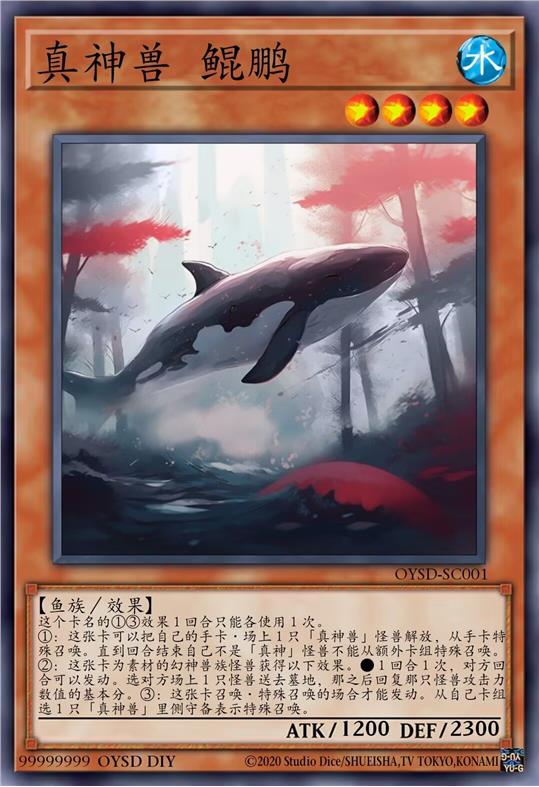 真神兽 鲲鹏
水
OYSD-SC001
【鱼族/效果】
这个卡名的①③效果1回合只能各使用1次。
①：这张卡可以把自己的手卡·场上1只「真神兽」怪兽解放，从手卡特
殊召唤。直到回合结束自己不是「真神」怪兽不能从额外卡组特殊召唤。
②：这张卡为素材的幻神兽族怪兽获得以下效果。●1回合1次，对方回
合可以发动。选对方场上1只怪兽送去墓地，那之后回复那只怪兽攻击力
数值的基本分。③：这张卡召唤·特殊召唤的场合才能发动。从自己卡组
选1只「真神兽」里侧守备表示特殊召唤。
ATK/1200 DEF/2300
99999999 OYSD DIY ©2020 Studio Dice/SHUEISHA,TV TOKYO,KONAMI